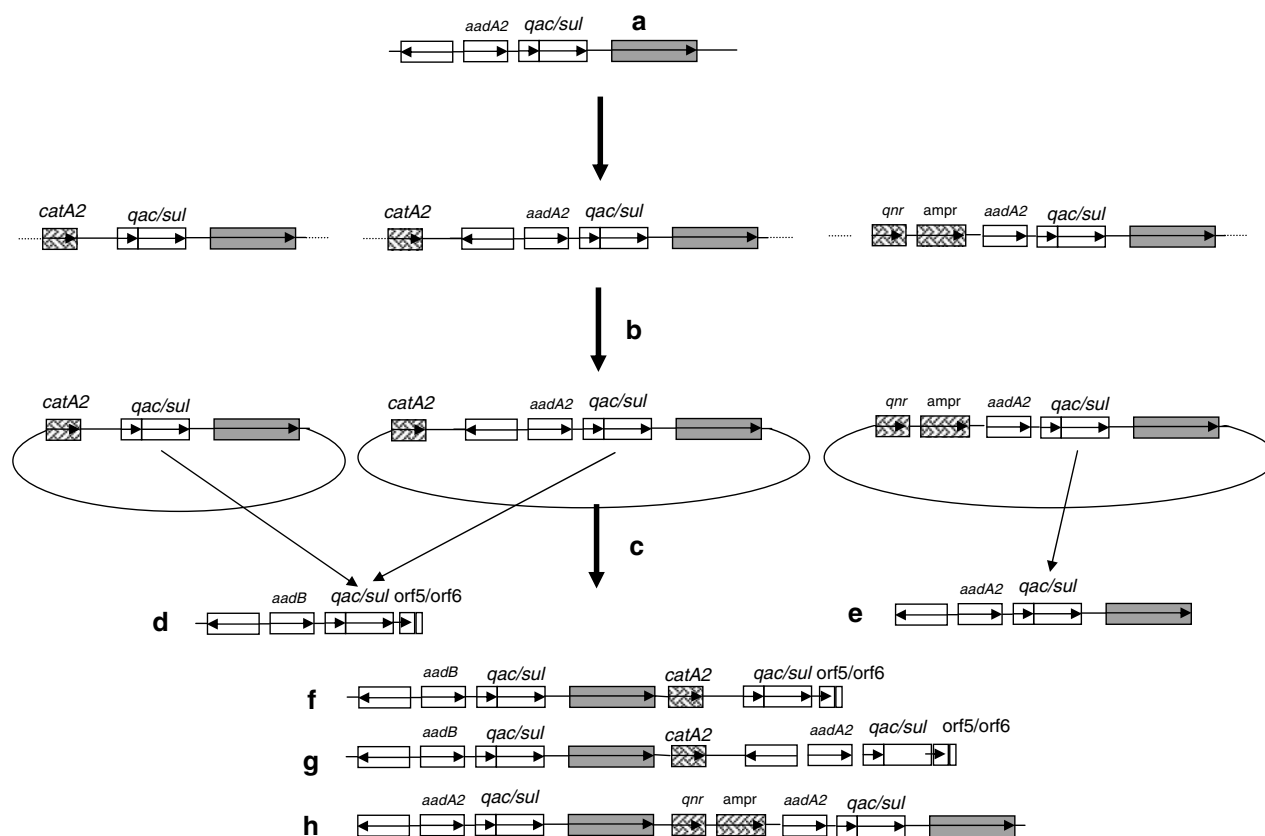 aadA2 qac/sul a
catA2 qac/sul catA2 aadA2 qac/sul qnr ampr aadA2 qac/sul
b
catA2 qac/sul catA2 aadA2 qac/sul qnr ampr aadA2 qac/sul
c
d aadB qac/sul orf5/orf6
e aadA2 qac/sul
f aadB qac/sul catA2 qac/sul orf5/orf6
g aadB qac/sul catA2 aadA2 qac/sul orf5/orf6
h aadA2 qac/sul qnr ampr aadA2 qac/sul